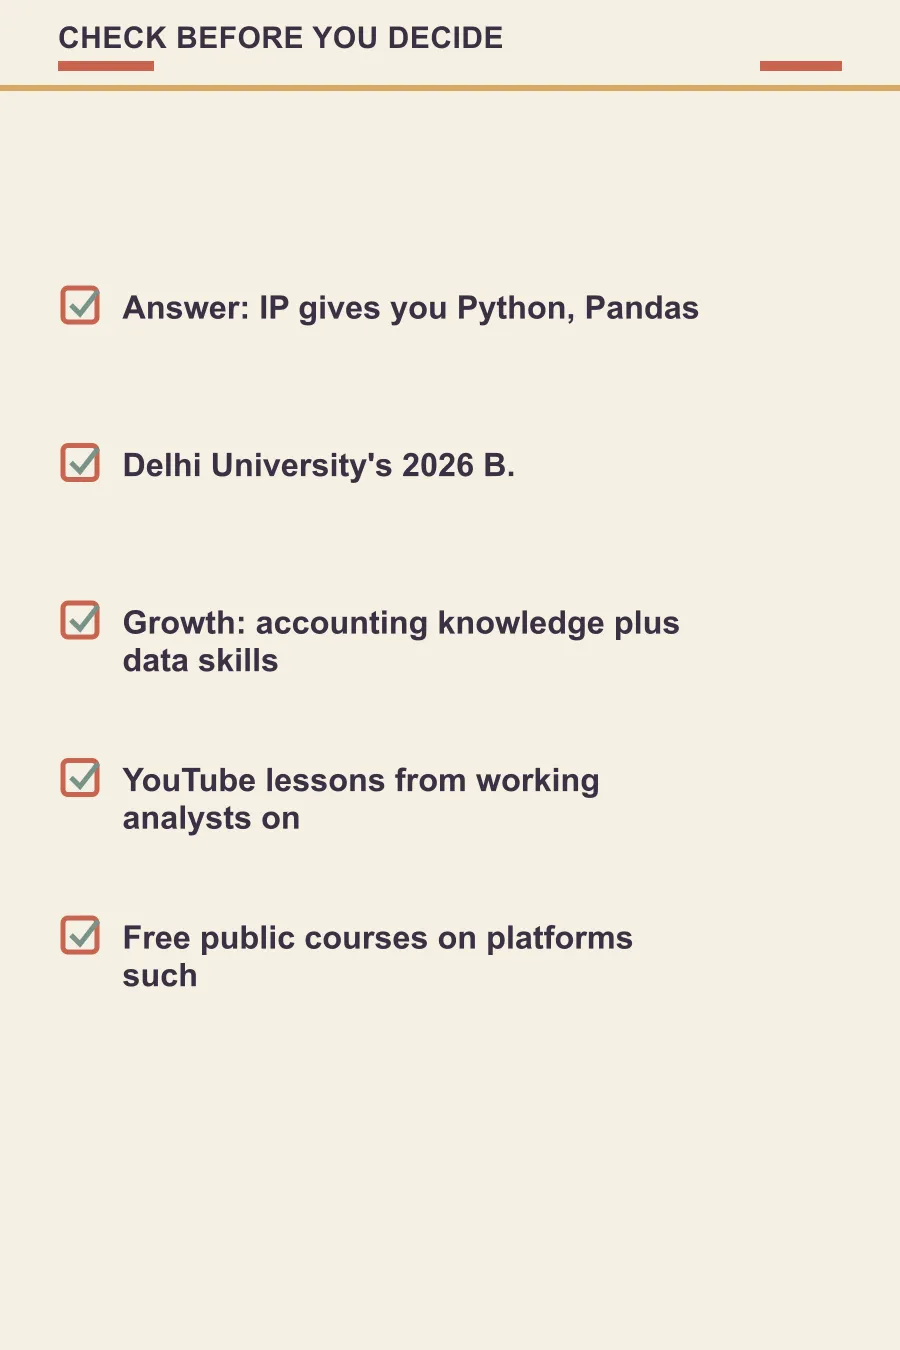 CHECK BEFORE YOU DECIDE
Answer: IP gives you Python, Pandas
Delhi University's 2026 B.
Growth: accounting knowledge plus
data skills
YouTube lessons from working
analysts on
Free public courses on platforms
such